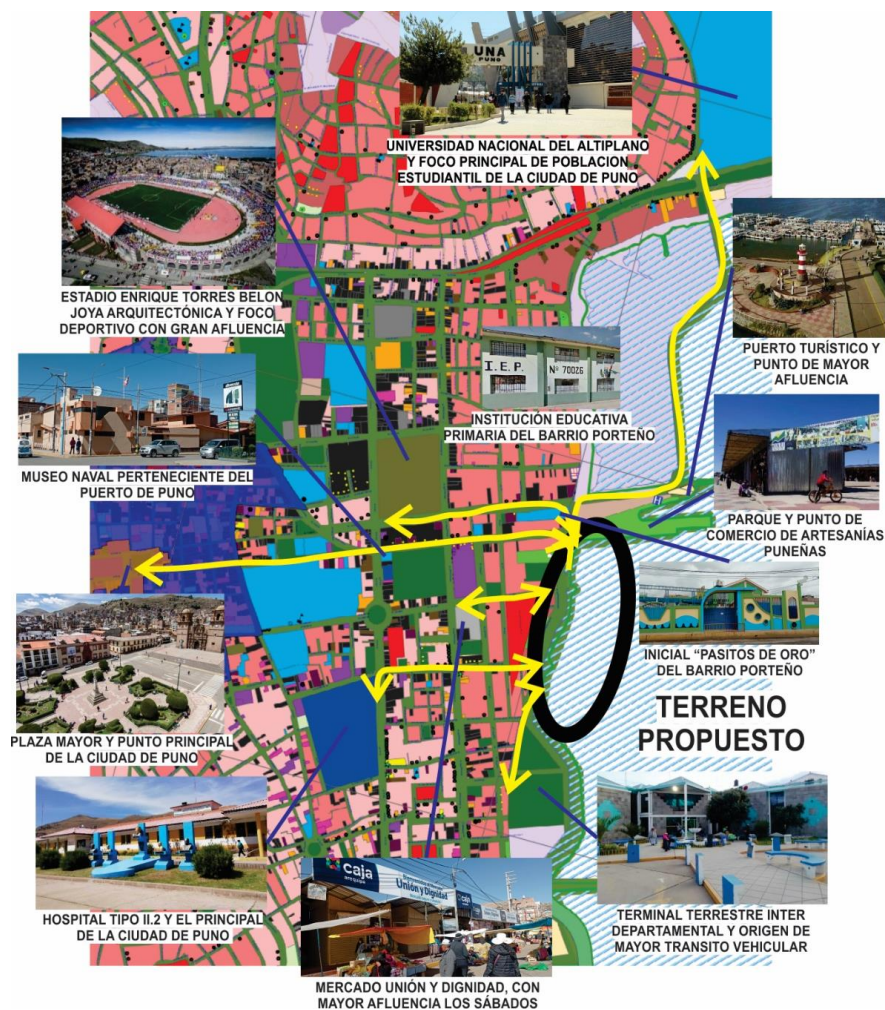 UNA
PUNO
UNIVERSIDAD NACIONAL DEL ALTIPLANO
Y FOCO PRINCIPAL DE POBLACION
ESTUDIANTIL DE LA CIUDAD DE PUNO
ESTADIO ENRIQUE TORRES BELON
JOYA ARQUITECTÓNICA Y FOCO
DEPORTIVO CON GRAN AFLUENCIA
PUERTO TURÍSTICO Y
PUNTO DE MAYOR
AFLUENCIA
I.E.P. Nº 70026
INSTITUCIÓN EDUCATIVA
PRIMARIA DEL BARRIO PORTEÑO
MUSEO NAVAL PERTENECIENTE DEL
PUERTO DE PUNO
H
PARQUE Y PUNTO DE
COMERCIO DE ARTESANÍAS
PUNEÑAS
INICIAL “PASITOS DE ORO”
DEL BARRIO PORTEÑO
TERRENO
PROPUESTO
PLAZA MAYOR Y PUNTO PRINCIPAL
DE LA CIUDAD DE PUNO
HOSPITAL TIPO II.2 Y EL PRINCIPAL
DE LA CIUDAD DE PUNO
caja
arequipa
Unión y Dignidad
TERMINAL TERRESTRE INTER
DEPARTAMENTAL Y ORIGEN DE
MAYOR TRANSITO VEHICULAR
MERCADO UNIÓN Y DIGNIDAD, CON
MAYOR AFLUENCIA LOS SÁBADOS